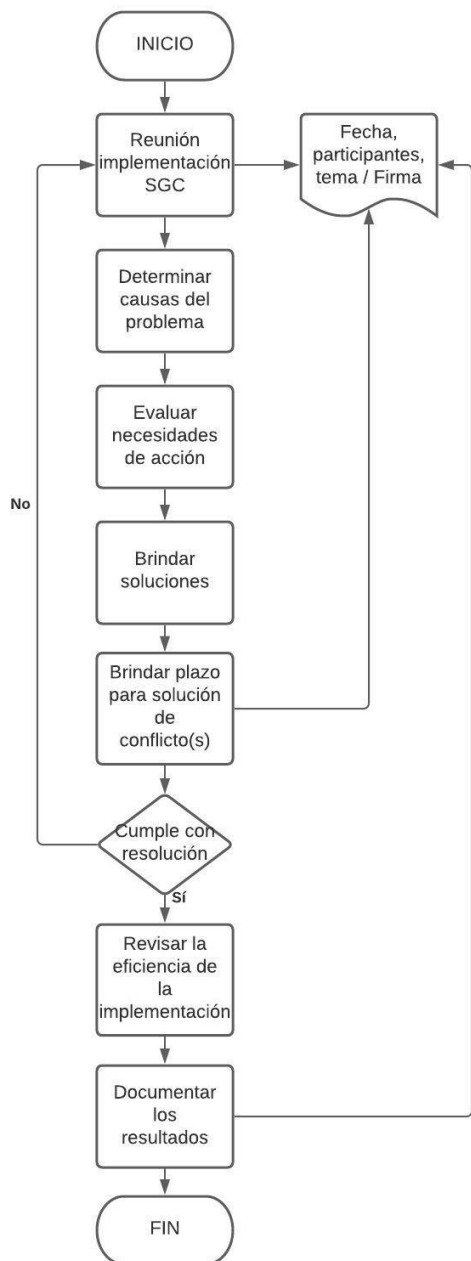 INICIO
Reunión
implementación
SGC
Fecha,
participantes,
tema / Firma
Determinar
causas del
problema
Evaluar
necesidades
de acción
No
Brindar
soluciones
Brindar plazo
para solución
de
conflicto(s)
Cumple con
resolución
Sí
Revisar la
eficiencia de
la
implementación
Documentar
los
resultados
FIN